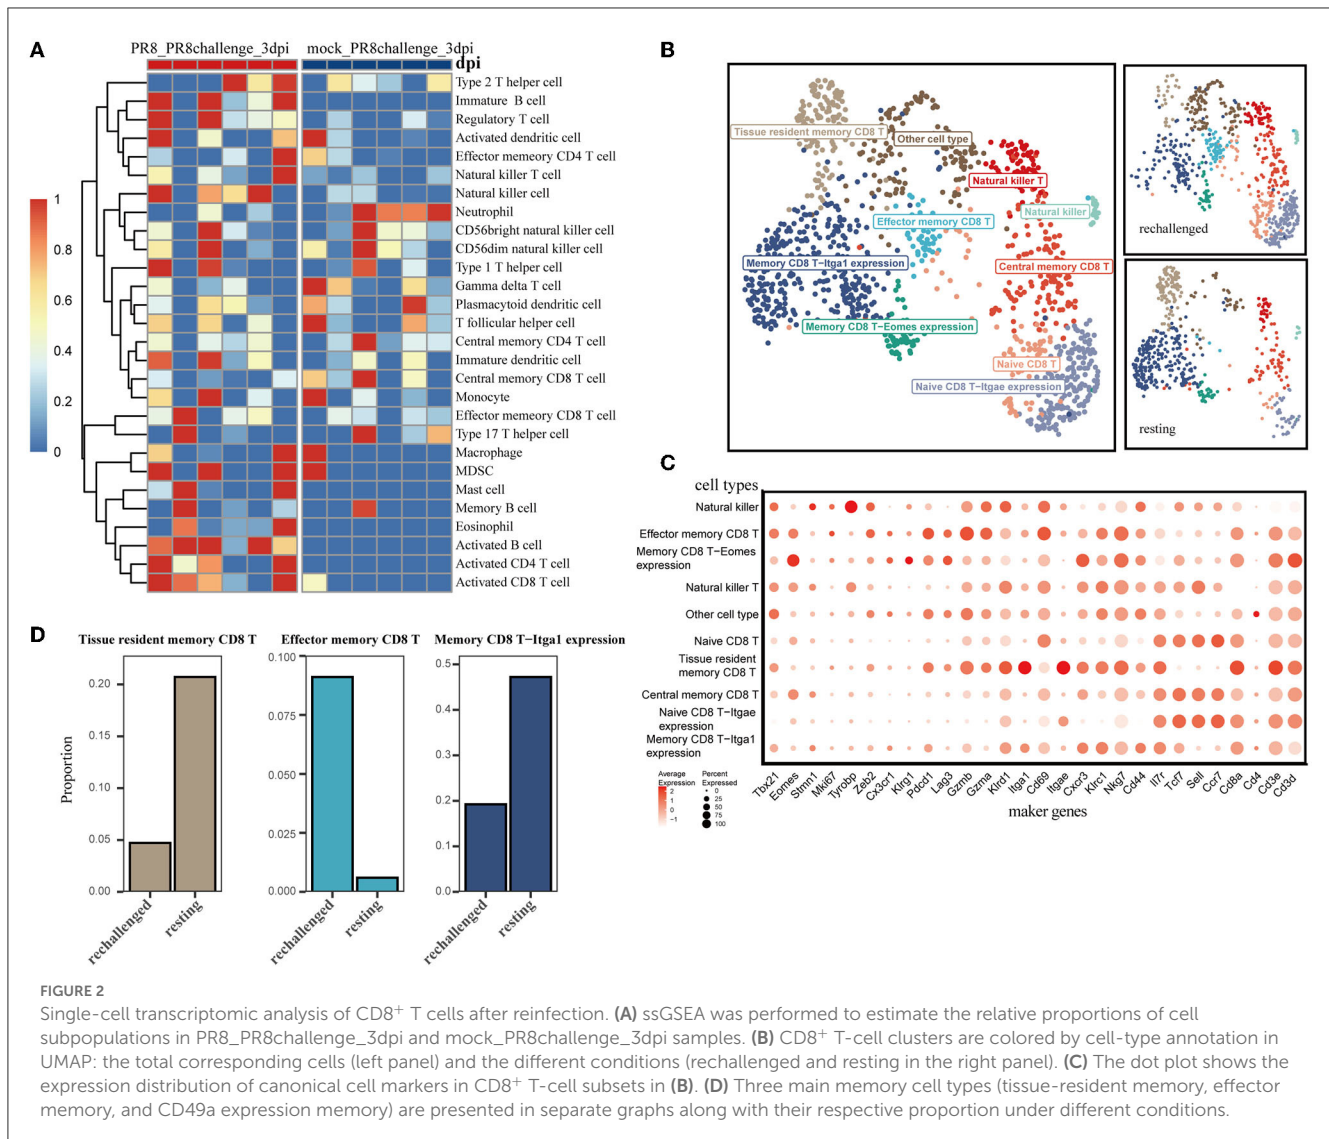 A
PR8_PR8challenge_3dpi
mock_PR8challenge_3dpi
dpi
Type 2 T helper cell
Immature B cell
Regulatory T cell
Activated dendritic cell
Effector memeory CD4 T cell
Natural killer T cell
Natural killer cell
Neutrophil
CD56bright natural killer cell
CD56dim natural killer cell
Type 1 T helper cell
Gamma delta T cell
Plasmacytoid dendritic cell
T follicular helper cell
Central memory CD4 T cell
Immature dendritic cell
Central memory CD8 T cell
Monocyte
Effector memeory CD8 T cell
Type 17 T helper cell
Macrophage
MDSC
Mast cell
Memory B cell
Eosinophil
Activated B cell
Activated CD4 T cell
Activated CD8 T cell
1
0.8
0.6
0.4
0.2
0
B
Tissue resident memory CD8 T
Other cell type
Natural killer T
Natural killer
Effector memory CD8 T
Memory CD8 T−Itga1 expression
Central memory CD8 T
Memory CD8 T−Eomes expression
Naive CD8 T
Naive CD8 T−Itgae expression
rechallenged
resting
C
cell types
Natural killer
Effector memory CD8 T
Memory CD8 T−Eomes
expression
Natural killer T
Other cell type
Naive CD8 T
Tissue resident
memory CD8 T
Central memory CD8 T
Naive CD8 T−Itgae
expression
Memory CD8 T−Itga1
expression
Tbx21
Eomes
Stmn1
Mki67
Tyrobp
Zeb2
Cx3cr1
Klrg1
Pdcd1
Lag3
Gzmb
Gzma
Klrd1
Itga1
Cd69
Itgae
Cxcr3
Klrc1
Nkg7
Cd44
Il7r
Tcf7
Sell
Ccr7
Cd8a
Cd4
Cd3e
Cd3d
maker genes
Average
Expression
2
1
0
−1
Percent
Expressed
0
25
50
75
100
D
Tissue resident memory CD8 T
Proportion
0.20
0.15
0.10
0.05
0.00
rechallenged
resting
Effector memory CD8 T
0.100
0.075
0.050
0.025
0.000
rechallenged
resting
Memory CD8 T−Itga1 expression
0.5
0.4
0.3
0.2
0.1
0.0
rechallenged
resting
FIGURE 2
Single-cell transcriptomic analysis of CD8+ T cells after reinfection. (A) ssGSEA was performed to estimate the relative proportions of cell
subpopulations in PR8_PR8challenge_3dpi and mock_PR8challenge_3dpi samples. (B) CD8+ T-cell clusters are colored by cell-type annotation in
UMAP: the total corresponding cells (left panel) and the different conditions (rechallenged and resting in the right panel). (C) The dot plot shows the
expression distribution of canonical cell markers in CD8+ T-cell subsets in (B). (D) Three main memory cell types (tissue-resident memory, effector
memory, and CD49a expression memory) are presented in separate graphs along with their respective proportion under different conditions.